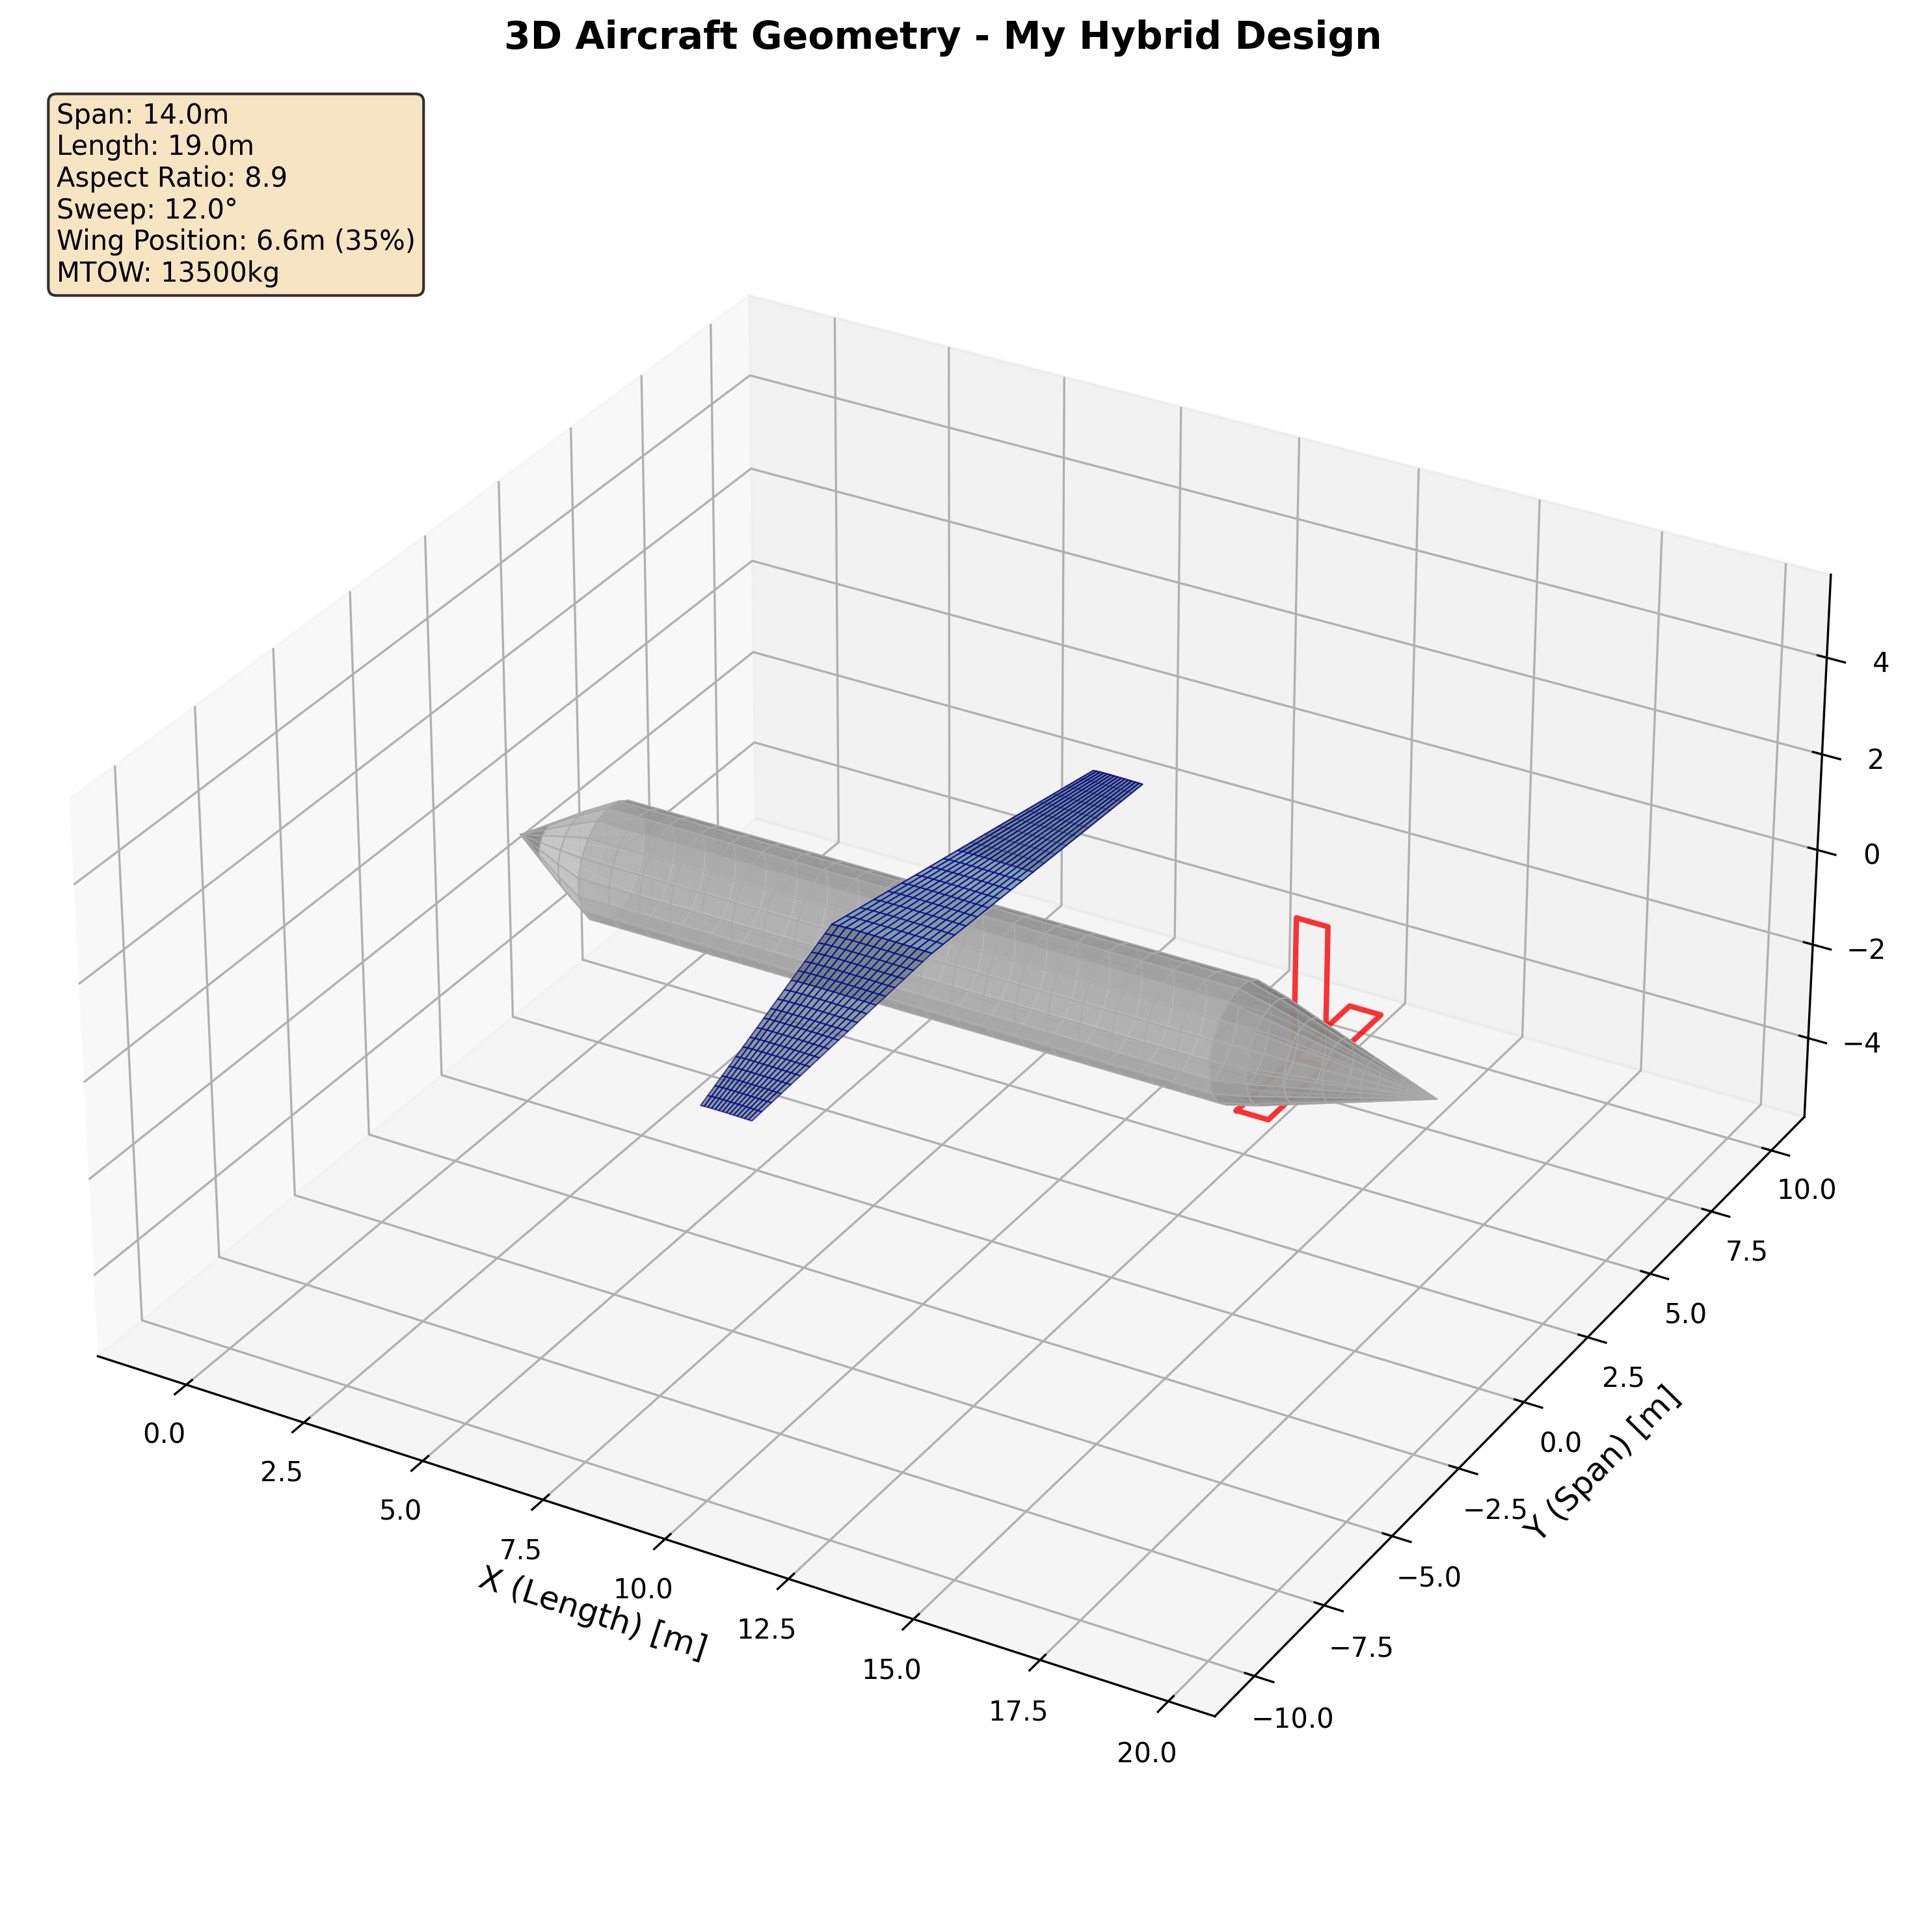 3D Aircraft Geometry - My Hybrid Design
Span: 14.0m
Length: 19.0m
Aspect Ratio: 8.9
Sweep: 12.0°
Wing Position: 6.6m (35%)
MTOW: 13500kg
4
2
0
−2
−4
10.0
7.5
5.0
2.5
0.0
−2.5
−5.0
−7.5
−10.0
Y (Span) [m]
0.0
2.5
5.0
7.5
10.0
12.5
15.0
17.5
20.0
X (Length) [m]